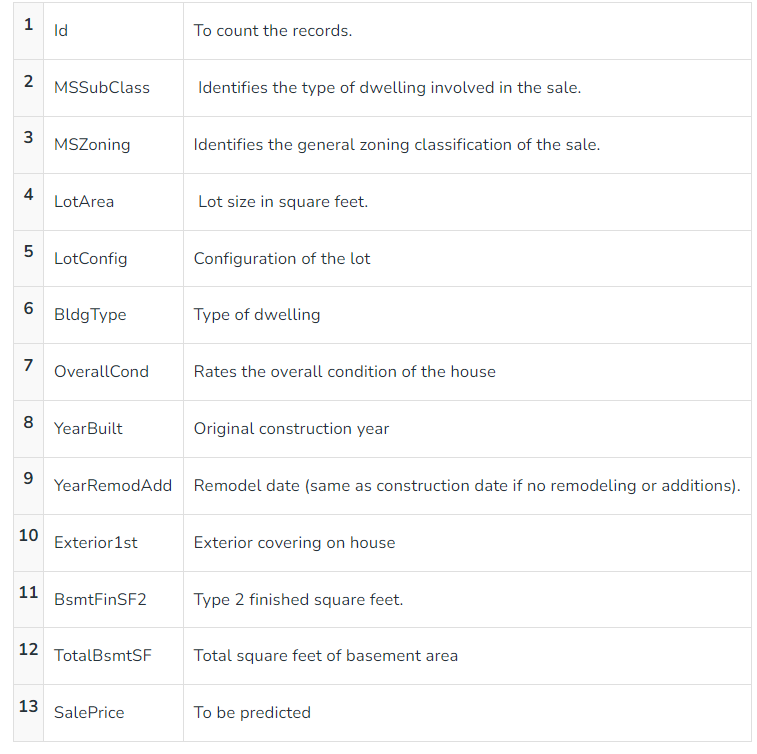 1 Id To count the records.
2 MSSubClass Identifies the type of dwelling involved in the sale.
3 MSZoning Identifies the general zoning classification of the sale.
4 LotArea Lot size in square feet.
5 LotConfig Configuration of the lot
6 BldgType Type of dwelling
7 OverallCond Rates the overall condition of the house
8 YearBuilt Original construction year
9 YearRemodAdd Remodel date (same as construction date if no remodeling or additions).
10 Exterior1st Exterior covering on house
11 BsmtFinSF2 Type 2 finished square feet.
12 TotalBsmtSF Total square feet of basement area
13 SalePrice To be predicted